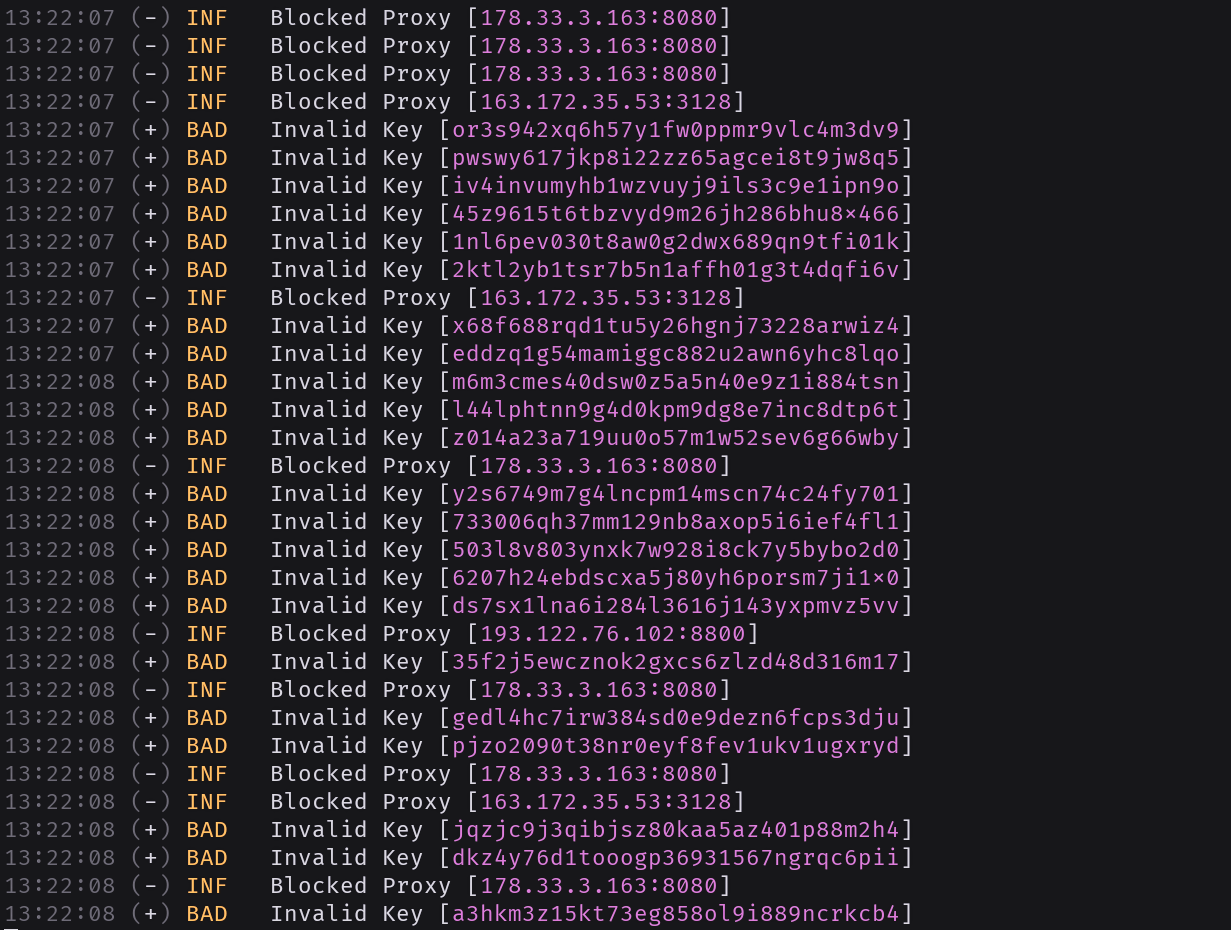 13:22:07 (-) INF Blocked Proxy [178.33.3.163:8080]
13:22:07 (-) INF Blocked Proxy [178.33.3.163:8080]
13:22:07 (-) INF Blocked Proxy [178.33.3.163:8080]
13:22:07 (-) INF Blocked Proxy [163.172.35.53:3128]
13:22:07 (+) BAD Invalid Key [or3s942xq6h57y1fw0ppmr9vlc4m3dv9]
13:22:07 (+) BAD Invalid Key [pwswy617jkp8i22zz65agcei8t9jw8q5]
13:22:07 (+) BAD Invalid Key [iv4invumyhb1wzvuyj9ils3c9e1ipn9o]
13:22:07 (+) BAD Invalid Key [45z9615t6tbzvyd9m26jh286bhu8×466]
13:22:07 (+) BAD Invalid Key [1nl6pev030t8aw0g2dwx689qn9tfi01k]
13:22:07 (+) BAD Invalid Key [2ktl2yb1tsr7b5n1affh01g3t4dqfi6v]
13:22:07 (-) INF Blocked Proxy [163.172.35.53:3128]
13:22:07 (+) BAD Invalid Key [x68f688rqd1tu5y26hgnj73228arwiz4]
13:22:07 (+) BAD Invalid Key [eddzq1g54mamiggc882u2awn6yhc8lqo]
13:22:08 (+) BAD Invalid Key [m6m3cmes40dsw0z5a5n40e9z1i884tsn]
13:22:08 (+) BAD Invalid Key [l44lphtnn9g4d0kpm9dg8e7inc8dtp6t]
13:22:08 (+) BAD Invalid Key [z014a23a719uu0o57m1w52sev6g66wby]
13:22:08 (-) INF Blocked Proxy [178.33.3.163:8080]
13:22:08 (+) BAD Invalid Key [y2s6749m7g4lncpm14mscn74c24fy701]
13:22:08 (+) BAD Invalid Key [733006qh37mm129nb8axop5i6ief4fl1]
13:22:08 (+) BAD Invalid Key [503l8v803ynxk7w928i8ck7y5bybo2d0]
13:22:08 (+) BAD Invalid Key [6207h24ebdscxa5j80yh6porsm7ji1×0]
13:22:08 (+) BAD Invalid Key [ds7sx1lna6i284l3616j143yxpmvz5vv]
13:22:08 (-) INF Blocked Proxy [193.122.76.102:8800]
13:22:08 (+) BAD Invalid Key [35f2j5ewcznok2gxcs6zlzd48d316m17]
13:22:08 (-) INF Blocked Proxy [178.33.3.163:8080]
13:22:08 (+) BAD Invalid Key [gedl4hc7irw384sd0e9dezn6fcps3dju]
13:22:08 (+) BAD Invalid Key [pjzo2090t38nr0eyf8fev1ukv1ugxryd]
13:22:08 (-) INF Blocked Proxy [178.33.3.163:8080]
13:22:08 (-) INF Blocked Proxy [163.172.35.53:3128]
13:22:08 (+) BAD Invalid Key [jqzjc9j3qibjsz80kaa5az401p88m2h4]
13:22:08 (+) BAD Invalid Key [dkz4y76d1tooogp36931567ngrqc6pii]
13:22:08 (-) INF Blocked Proxy [178.33.3.163:8080]
13:22:08 (+) BAD Invalid Key [a3hkm3z15kt73eg858ol9i889ncrkcb4]